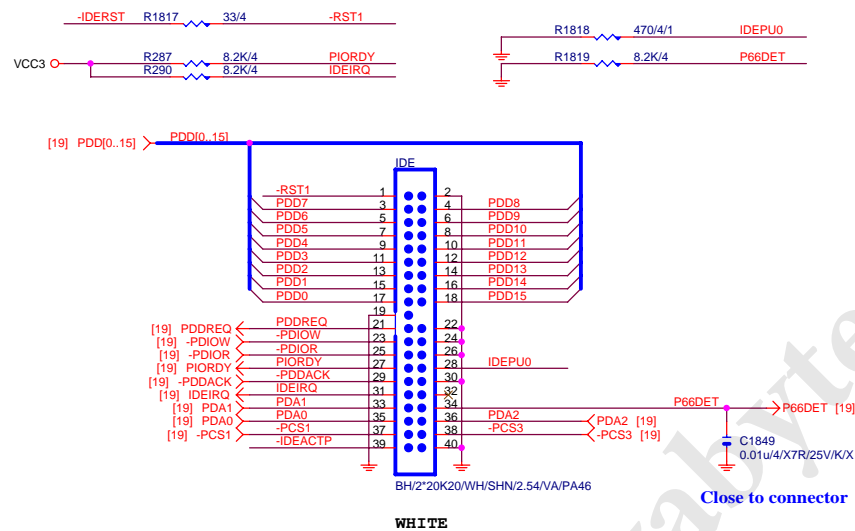 -IDERST R1817 33/4 -RST1
R1818 470/4/1 IDEPU0
VCC3 R287 8.2K/4 PIORDY
R290 8.2K/4 IDEIRQ
R1819 8.2K/4 P66DET
[19] PDD[0..15] PDD[0..15]
IDE
-RST1 1 2
PDD7 3 4 PDD8
PDD6 5 6 PDD9
PDD5 7 8 PDD10
PDD4 9 10 PDD11
PDD3 11 12 PDD12
PDD2 13 14 PDD13
PDD1 15 16 PDD14
PDD0 17 18 PDD15
19
[19] PDDREQ PDDREQ 21 22
[19] -PDIOW -PDIOW 23 24
[19] -PDIOR -PDIOR 25 26
[19] PIORDY PIORDY 27 28 IDEPU0
[19] -PDDACK -PDDACK 29 30
[19] IDEIRQ IDEIRQ 31 32
[19] PDA1 PDA1 33 34 P66DET P66DET [19]
[19] PDA0 PDA0 35 36 PDA2 PDA2 [19]
[19] -PCS1 -PCS1 37 38 -PCS3 -PCS3 [19]
-IDEACTP 39 40
C1849
0.01u/4/X7R/25V/K/X
BH/2*20K20/WH/SHN/2.54/VA/PA46
Close to connector
WHITE